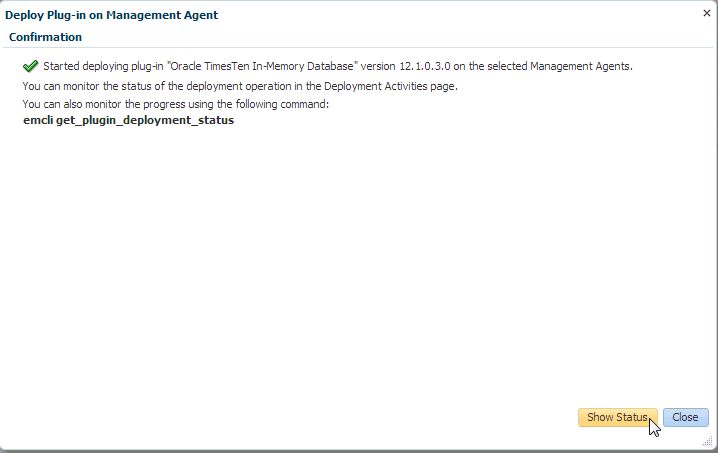 Deploy Plug-in on Management Agent
Confirmation
Started deploying plug-in "Oracle TimesTen In-Memory Database" version 12.1.0.3.0 on the selected Management Agents.
You can monitor the status of the deployment operation in the Deployment Activities page.
You can also monitor the progress using the following command:
emcli get_plugin_deployment_status
Show Status
Close